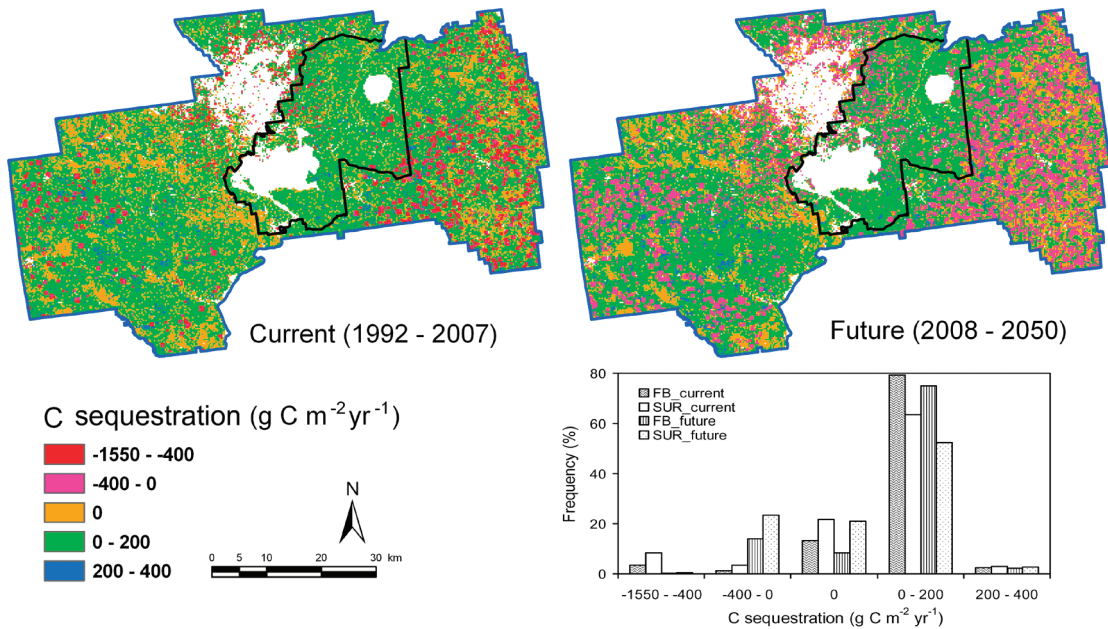 Current (1992 - 2007)
Future (2008 - 2050)
C sequestration (g C m-2 yr-1)
-1550 - -400
-400 - 0
0
0 - 200
200 - 400
N
0 5 10 20 30 km
80
60
40
20
0
Frequency (%)
FB_current
SUR_current
FB_future
SUR_future
-1550 - -400 -400 - 0 0 0 - 200 200 - 400
C sequestration (g C m-2 yr-1)